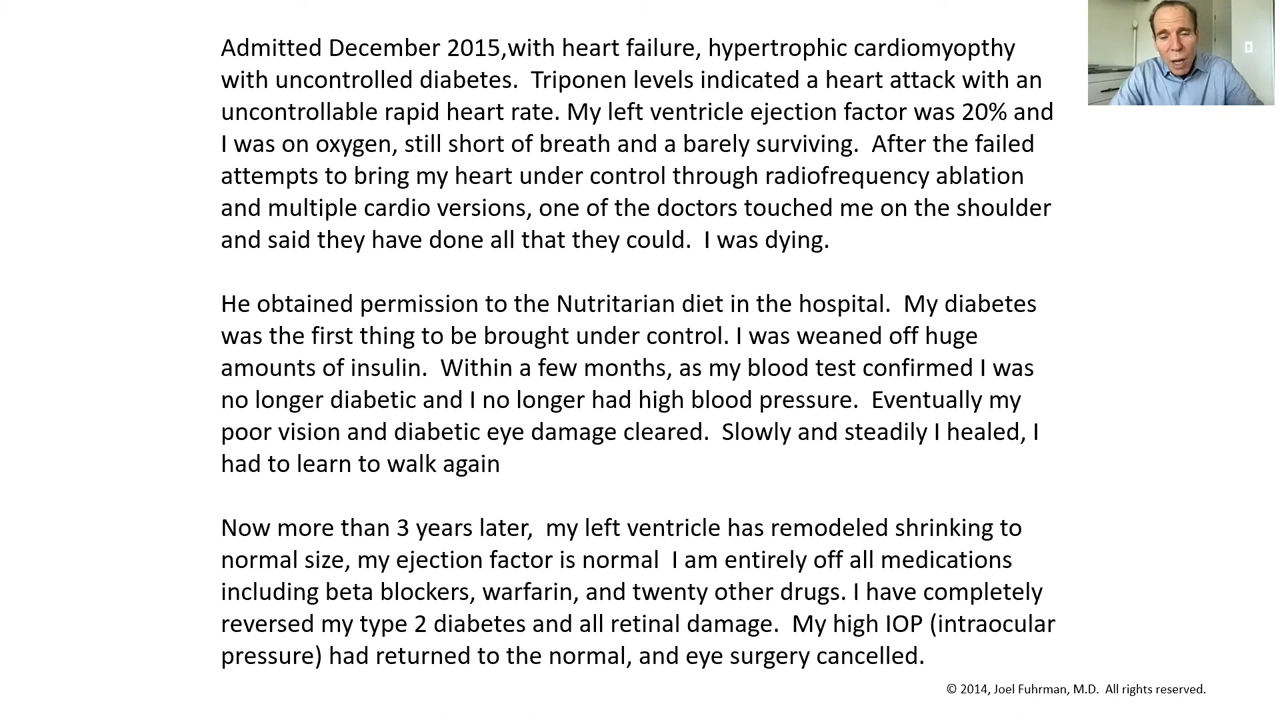 Admitted December 2015,with heart failure, hypertrophic cardiomyopthy
with uncontrolled diabetes.  Triponen levels indicated a heart attack with an
uncontrollable rapid heart rate. My left ventricle ejection factor was 20% and
I was on oxygen, still short of breath and a barely surviving.  After the failed
attempts to bring my heart under control through radiofrequency ablation
and multiple cardio versions, one of the doctors touched me on the shoulder
and said they have done all that they could.  I was dying.
He obtained permission to the Nutritarian diet in the hospital.  My diabetes
was the first thing to be brought under control. I was weaned off huge
amounts of insulin.  Within a few months, as my blood test confirmed I was
no longer diabetic and I no longer had high blood pressure.  Eventually my
poor vision and diabetic eye damage cleared.  Slowly and steadily I healed, I
had to learn to walk again
Now more than 3 years later,  my left ventricle has remodeled shrinking to
normal size, my ejection factor is normal  I am entirely off all medications
including beta blockers, warfarin, and twenty other drugs. I have completely
reversed my type 2 diabetes and all retinal damage.  My high IOP (intraocular
pressure) had returned to the normal, and eye surgery cancelled.
© 2014, Joel Fuhrman, M.D.  All rights reserved.